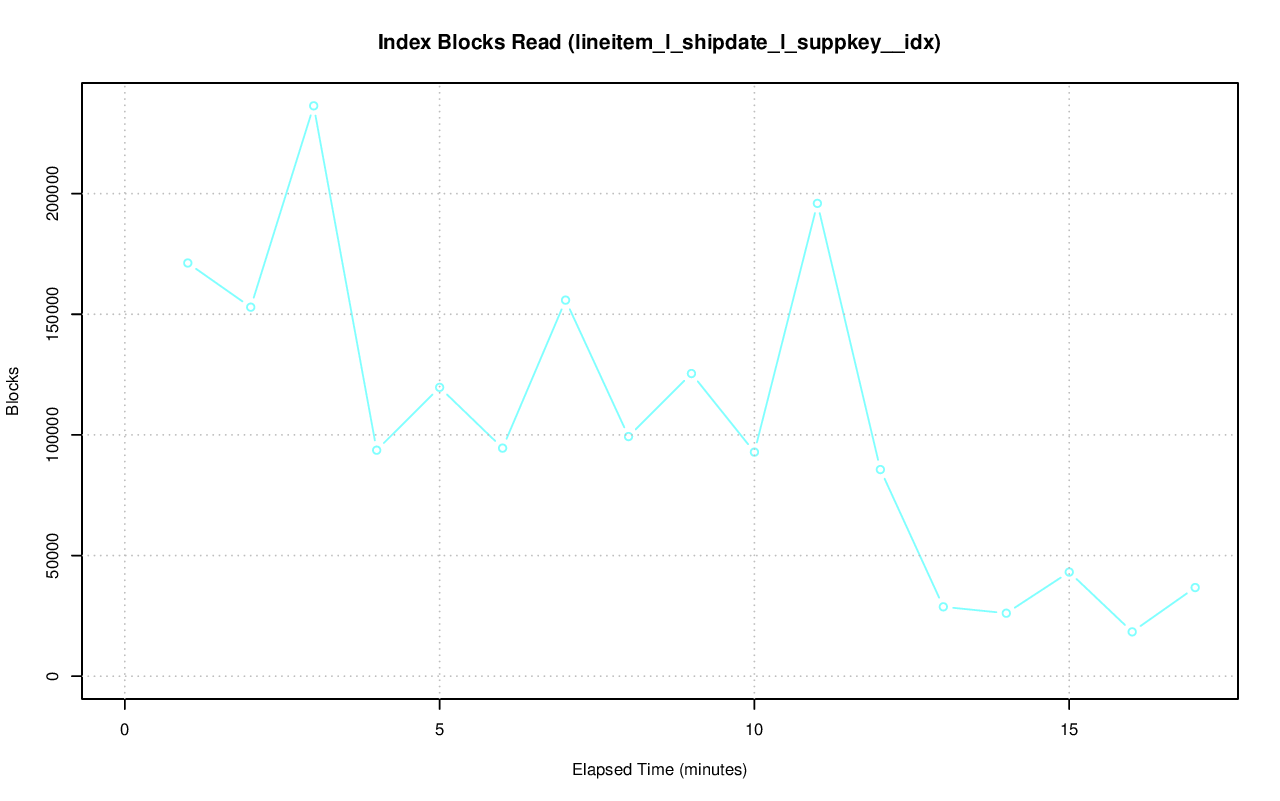 Index Blocks Read (lineitem_l_shipdate_l_suppkey__idx)
Blocks
200000
150000
100000
50000
0
0 5 10 15
Elapsed Time (minutes)